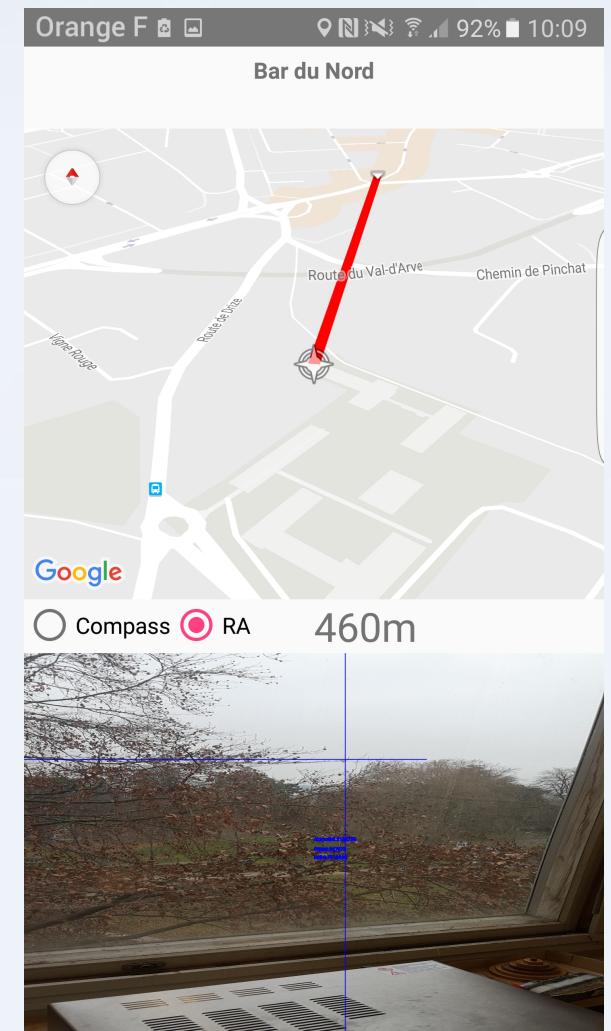 Orange F 92% 10:09
Bar du Nord
Route du Val-d'Arve
Chemin de Pinchat
Route de Drize
Vigne Rouge
Google
Compass RA 460m